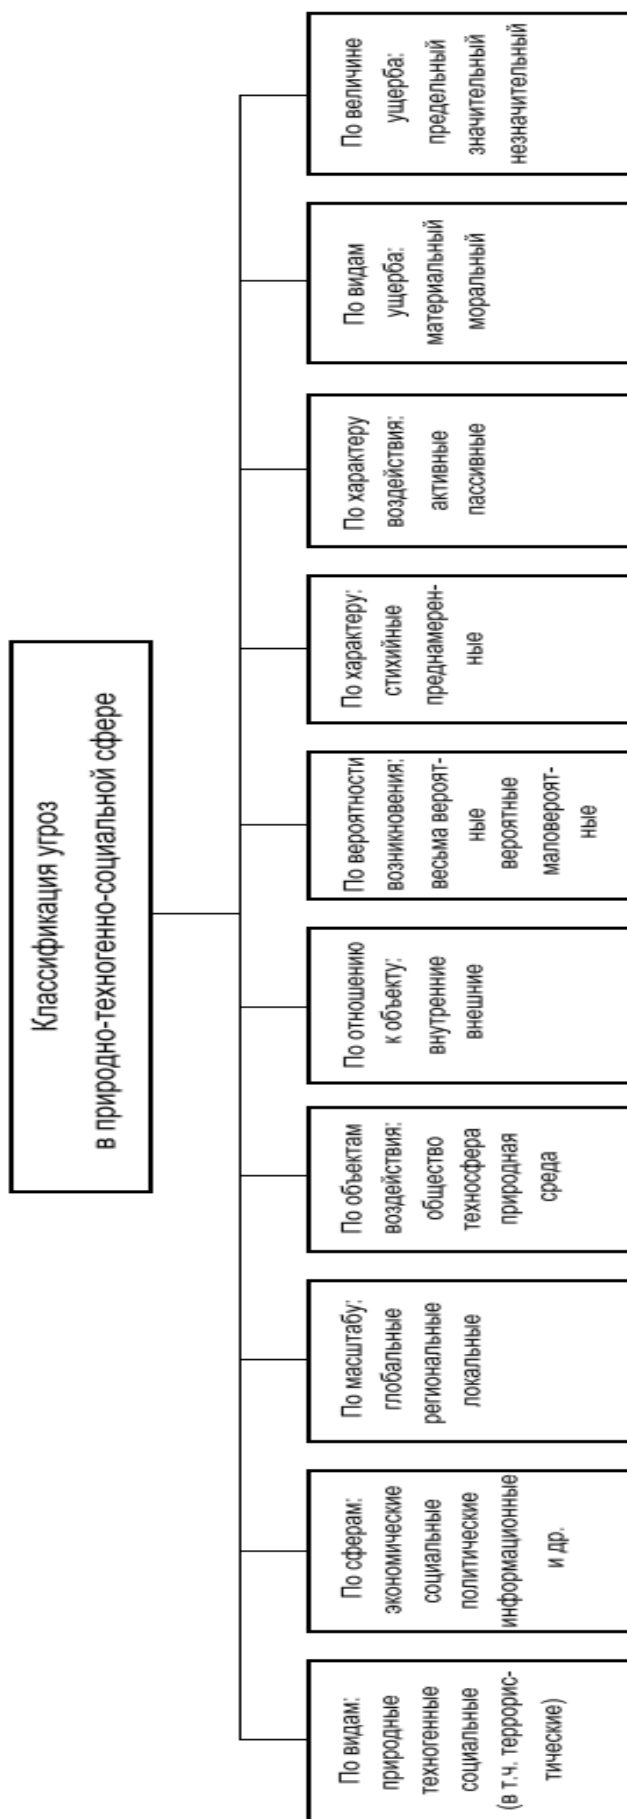 Классификация угроз
в природно-техногенно-социальной сфере
По видам:
природные
техногенные
социальные
(в т.ч. террорис-
тические)
По сферам:
экономические
социальные
политические
информационные
и др.
По масштабу:
глобальные
региональные
локальные
По объектам
воздействия:
общество
техносфера
природная
среда
По отношению
к объекту:
внутренние
внешние
По вероятности
возникновения:
весьма вероят-
ные
вероятные
маловероят-
ные
По характеру:
стихийные
преднамерен-
ные
По характеру
воздействия:
активные
пассивные
По видам
ущерба:
материальный
моральный
По величине
ущерба:
предельный
значительный
незначительный